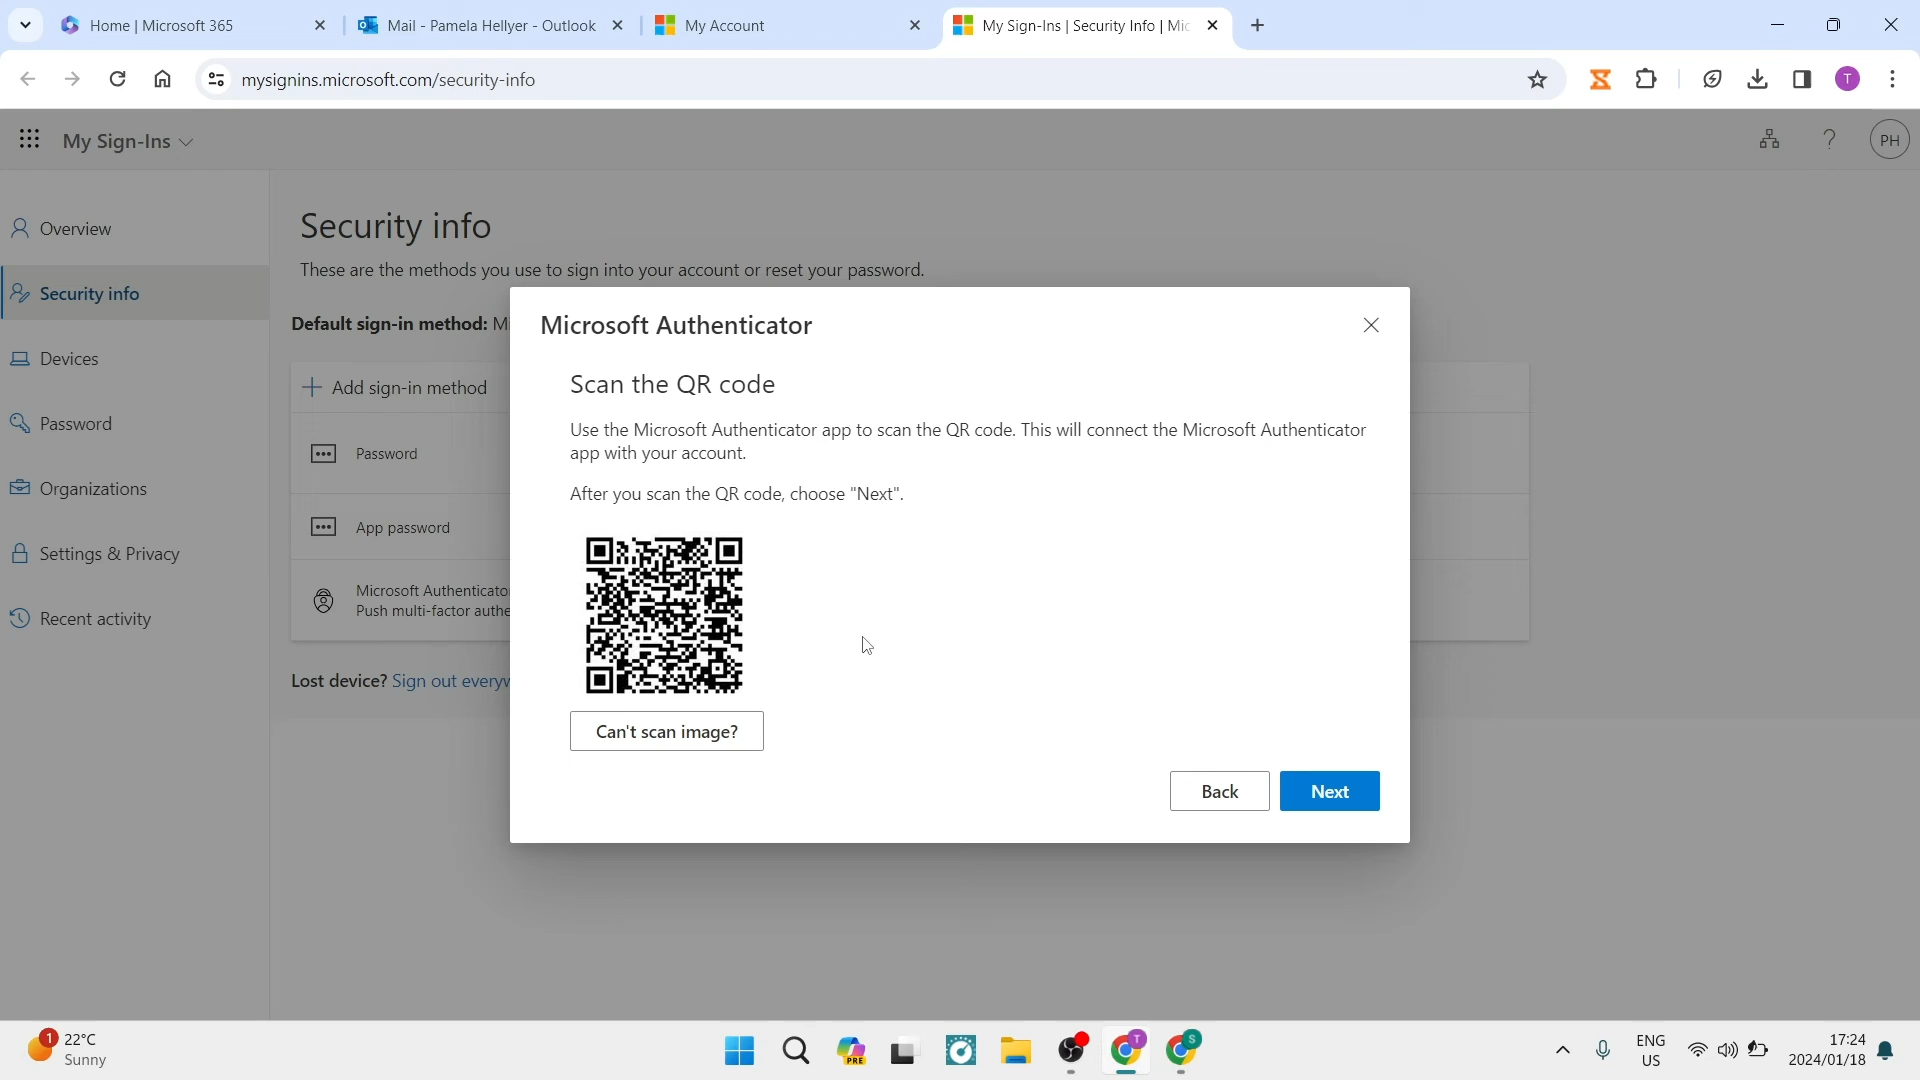 Home | Microsoft 365
Mail - Pamela Hellyer - Outlook
My Account
My Sign-Ins | Security Info | Mic
mysignins.microsoft.com/security-info
T
My Sign-Ins
?
PH
Overview
Security info
Devices
Password
Organizations
Settings & Privacy
Recent activity
Security info
These are the methods you use to sign into your account or reset your password.
Default sign-in method: Mi
Add sign-in method
Password
App password
Microsoft Authenticator
Push multi-factor authe
Lost device? Sign out everyw
Microsoft Authenticator
Scan the QR code
Use the Microsoft Authenticator app to scan the QR code. This will connect the Microsoft Authenticator
app with your account.
After you scan the QR code, choose "Next".
Can't scan image?
Back
Next
1
22°C
Sunny
PRE
T
S
ENG
US
17:24
2024/01/18